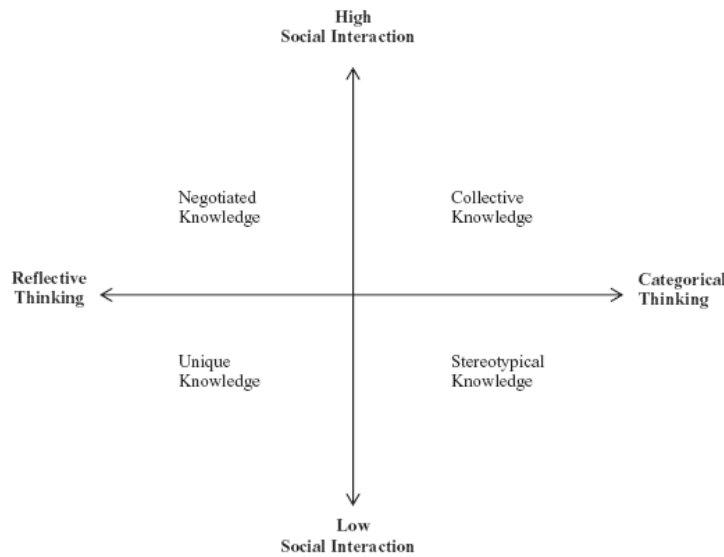 High
Social Interaction
Negotiated
Knowledge
Collective
Knowledge
Reflective
Thinking
Categorical
Thinking
Unique
Knowledge
Stereotypical
Knowledge
Low
Social Interaction